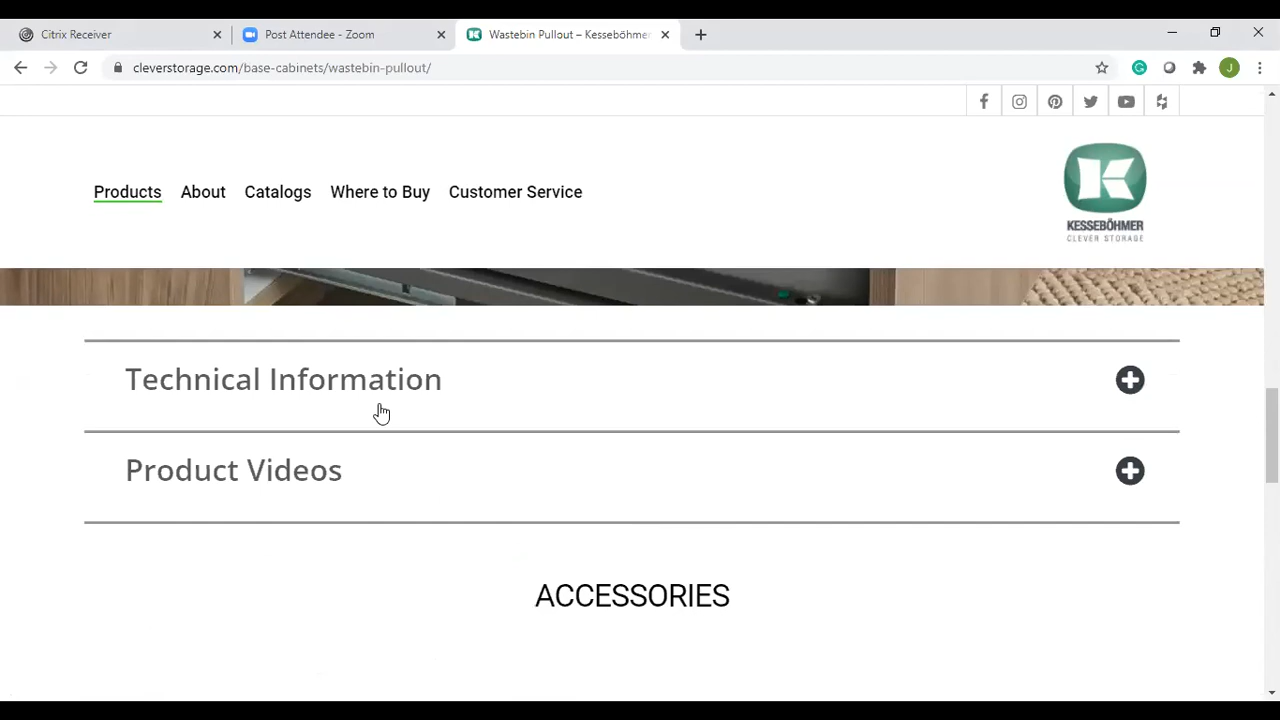 Citrix Receiver
Post Attendee - Zoom
Wastebin Pullout – Kesseböhmer
cleverstorage.com/base-cabinets/wastebin-pullout/
J
Products About Catalogs Where to Buy Customer Service
K
KESSEBÖHMER
CLEVER STORAGE
Technical Information
Product Videos
ACCESSORIES